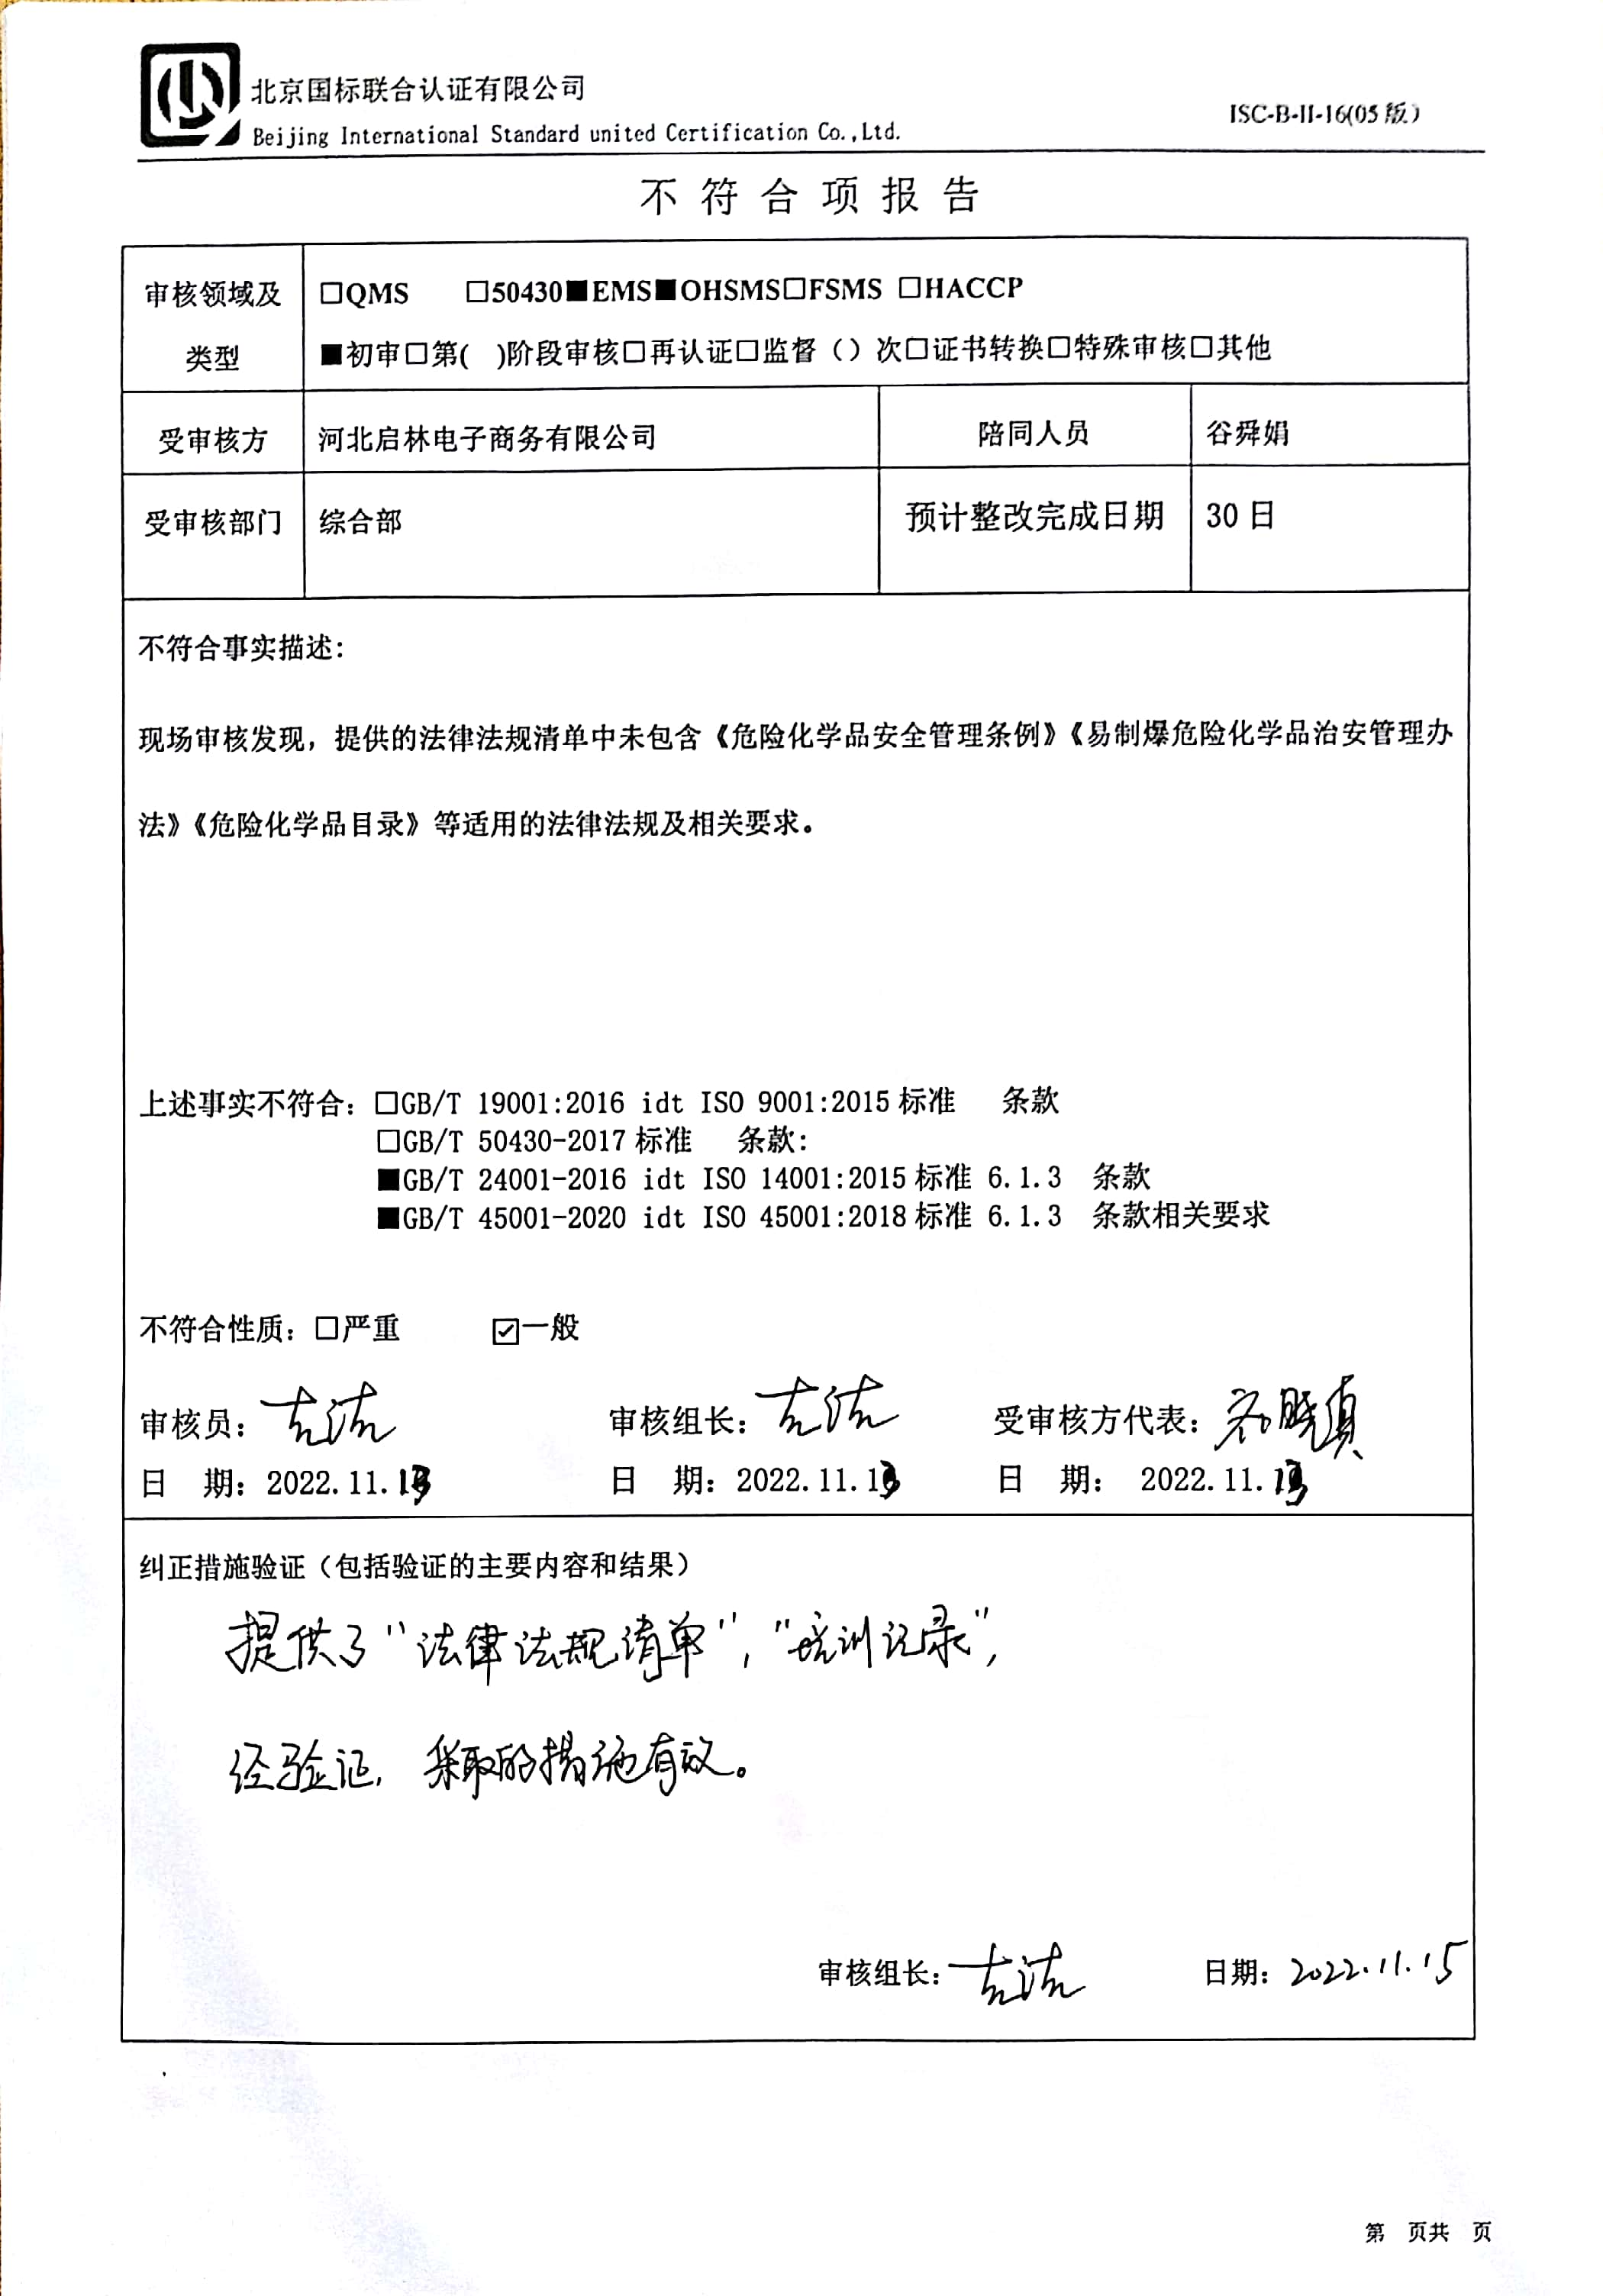 北京国标联合认证有限公司
Beijing International Standard united Certification Co.,Ltd.
ISC-B-II-16(05版)
不符合项报告
审核领域及类型
□QMS □50430■EMS■OHSMS□FSMS □HACCP
■初审□第( )阶段审核□再认证□监督（）次□证书转换□特殊审核□其他
受审核方 河北启林电子商务有限公司 陪同人员 谷舜娟
受审核部门 综合部 预计整改完成日期 30日
不符合事实描述：
现场审核发现，提供的法律法规清单中未包含《危险化学品安全管理条例》《易制爆危险化学品治安管理办
法》《危险化学品目录》等适用的法律法规及相关要求。
上述事实不符合：□GB/T 19001:2016 idt ISO 9001:2015标准 条款
□GB/T 50430-2017标准 条款：
■GB/T 24001-2016 idt ISO 14001:2015标准 6.1.3 条款
■GB/T 45001-2020 idt ISO 45001:2018标准 6.1.3 条款相关要求
不符合性质：□严重 ☑一般
审核员： 审核组长： 受审核方代表：
日 期：2022.11.13 日 期：2022.11.13 日 期： 2022.11.13
纠正措施验证（包括验证的主要内容和结果）
提供了“法律法规清单”，“培训记录”，
经验证，采取的措施有效。
审核组长： 日期：2022.11.15
第 页共 页